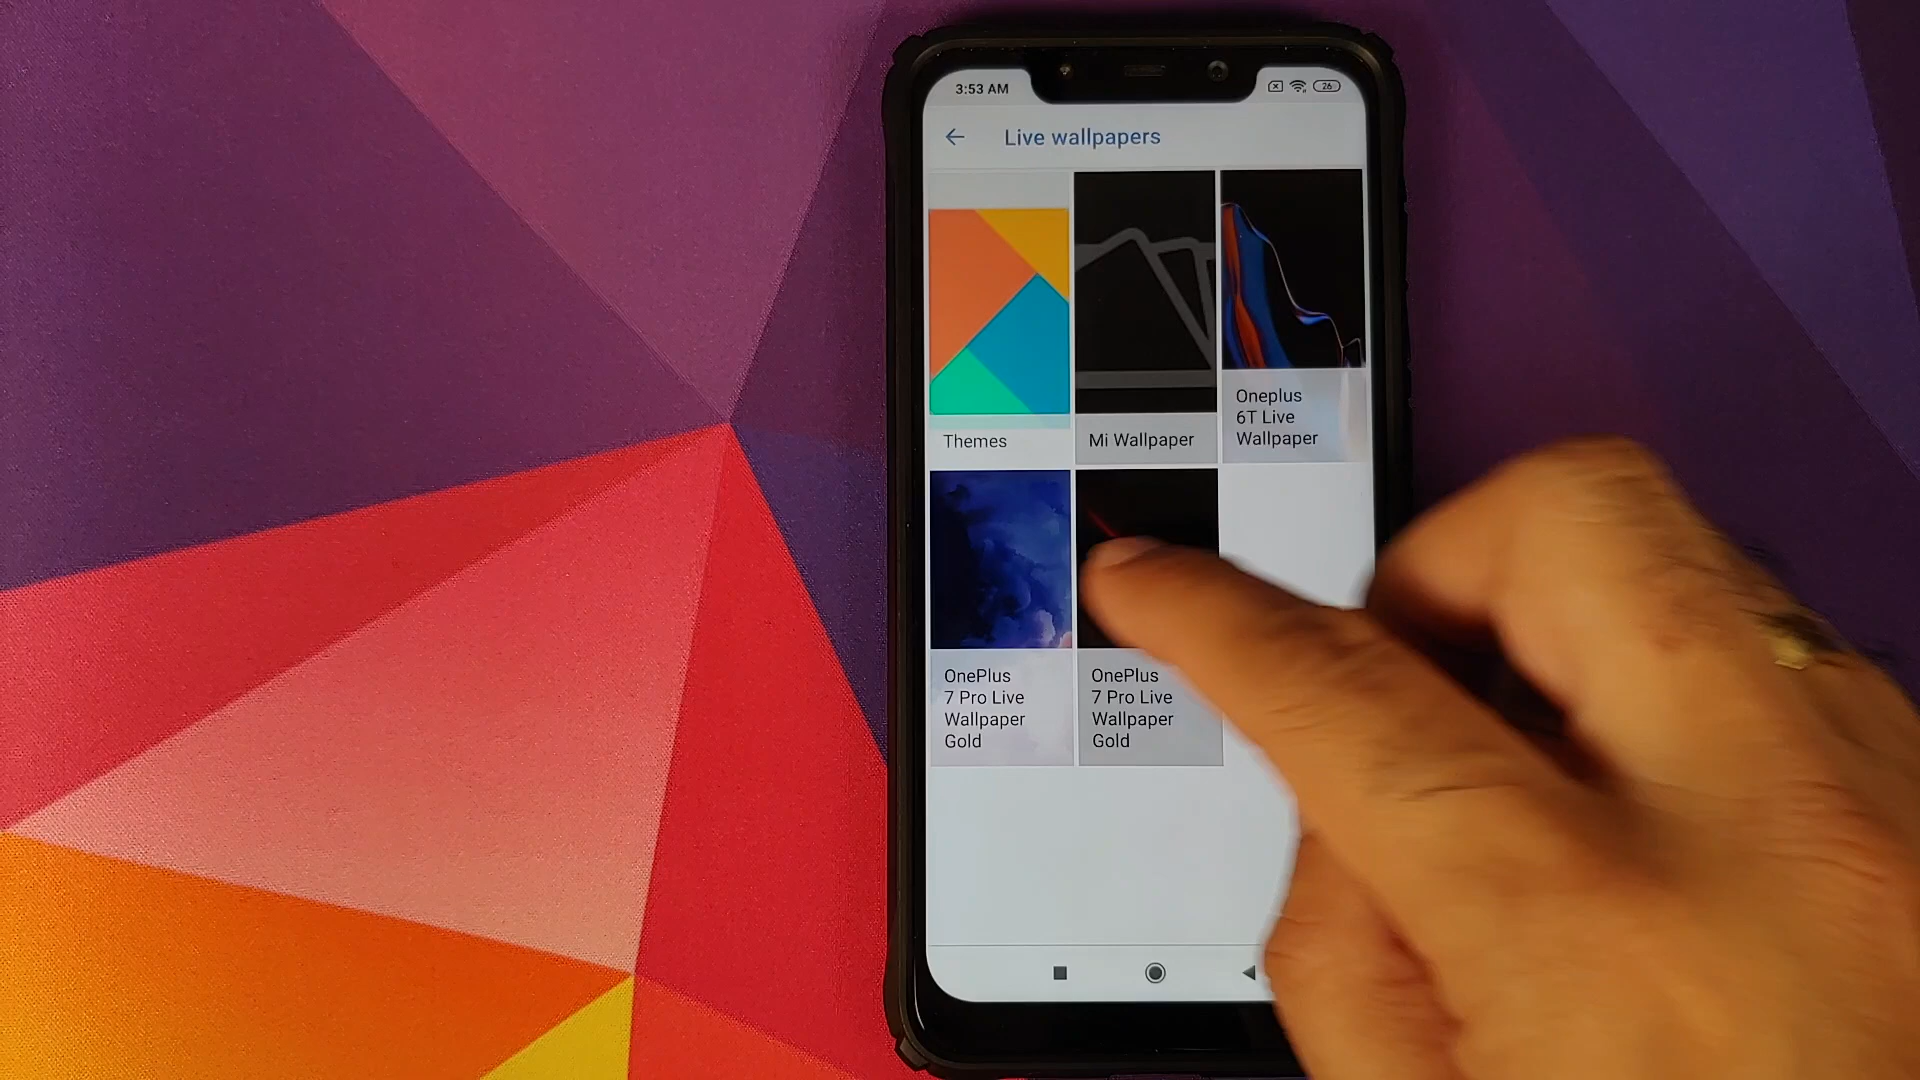 3:53 AM
26
Live wallpapers
Themes
Mi Wallpaper
Oneplus
6T Live
Wallpaper
OnePlus
7 Pro Live
Wallpaper
Gold
OnePlus
7 Pro Live
Wallpaper
Gold